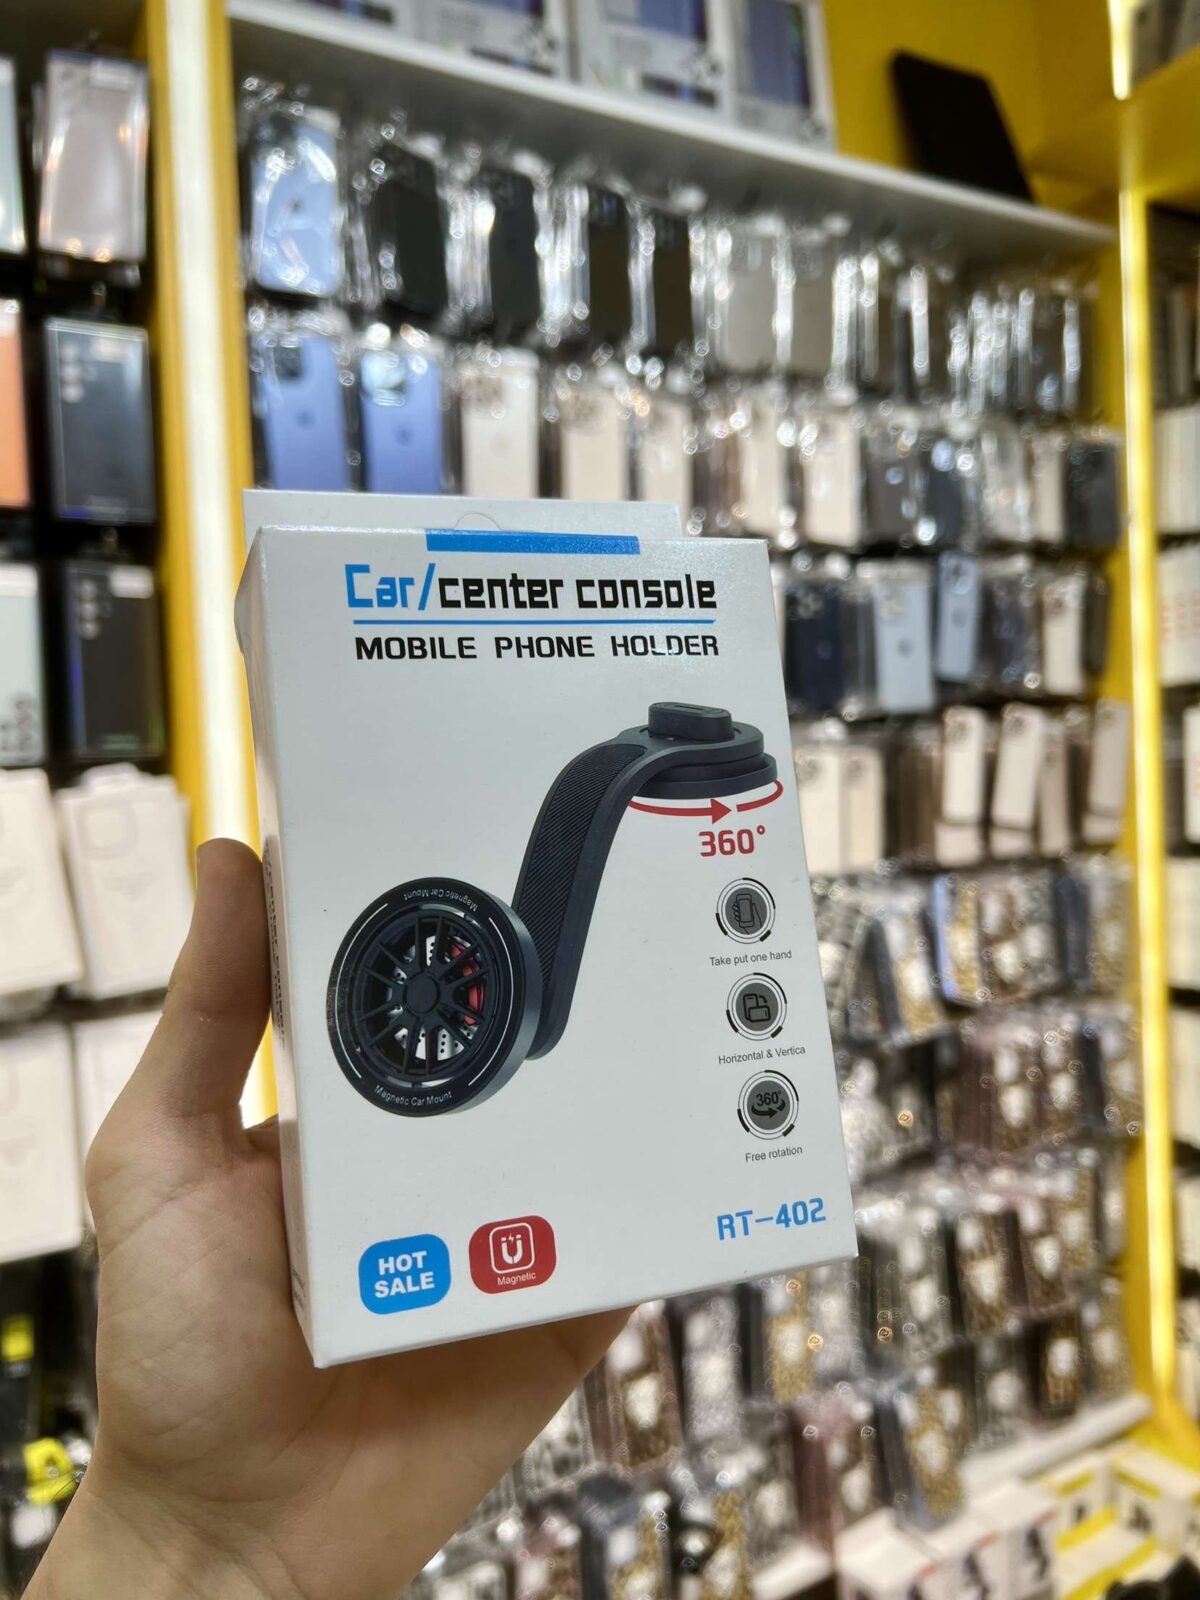 Car/center console
MOBILE PHONE HOLDER
360°
Magnetic Car Mount
Magnetic Car Mount
Take put one hand
Horizontal & Vertica
360°
Free rotation
RT-402
HOT
SALE
Magnetic